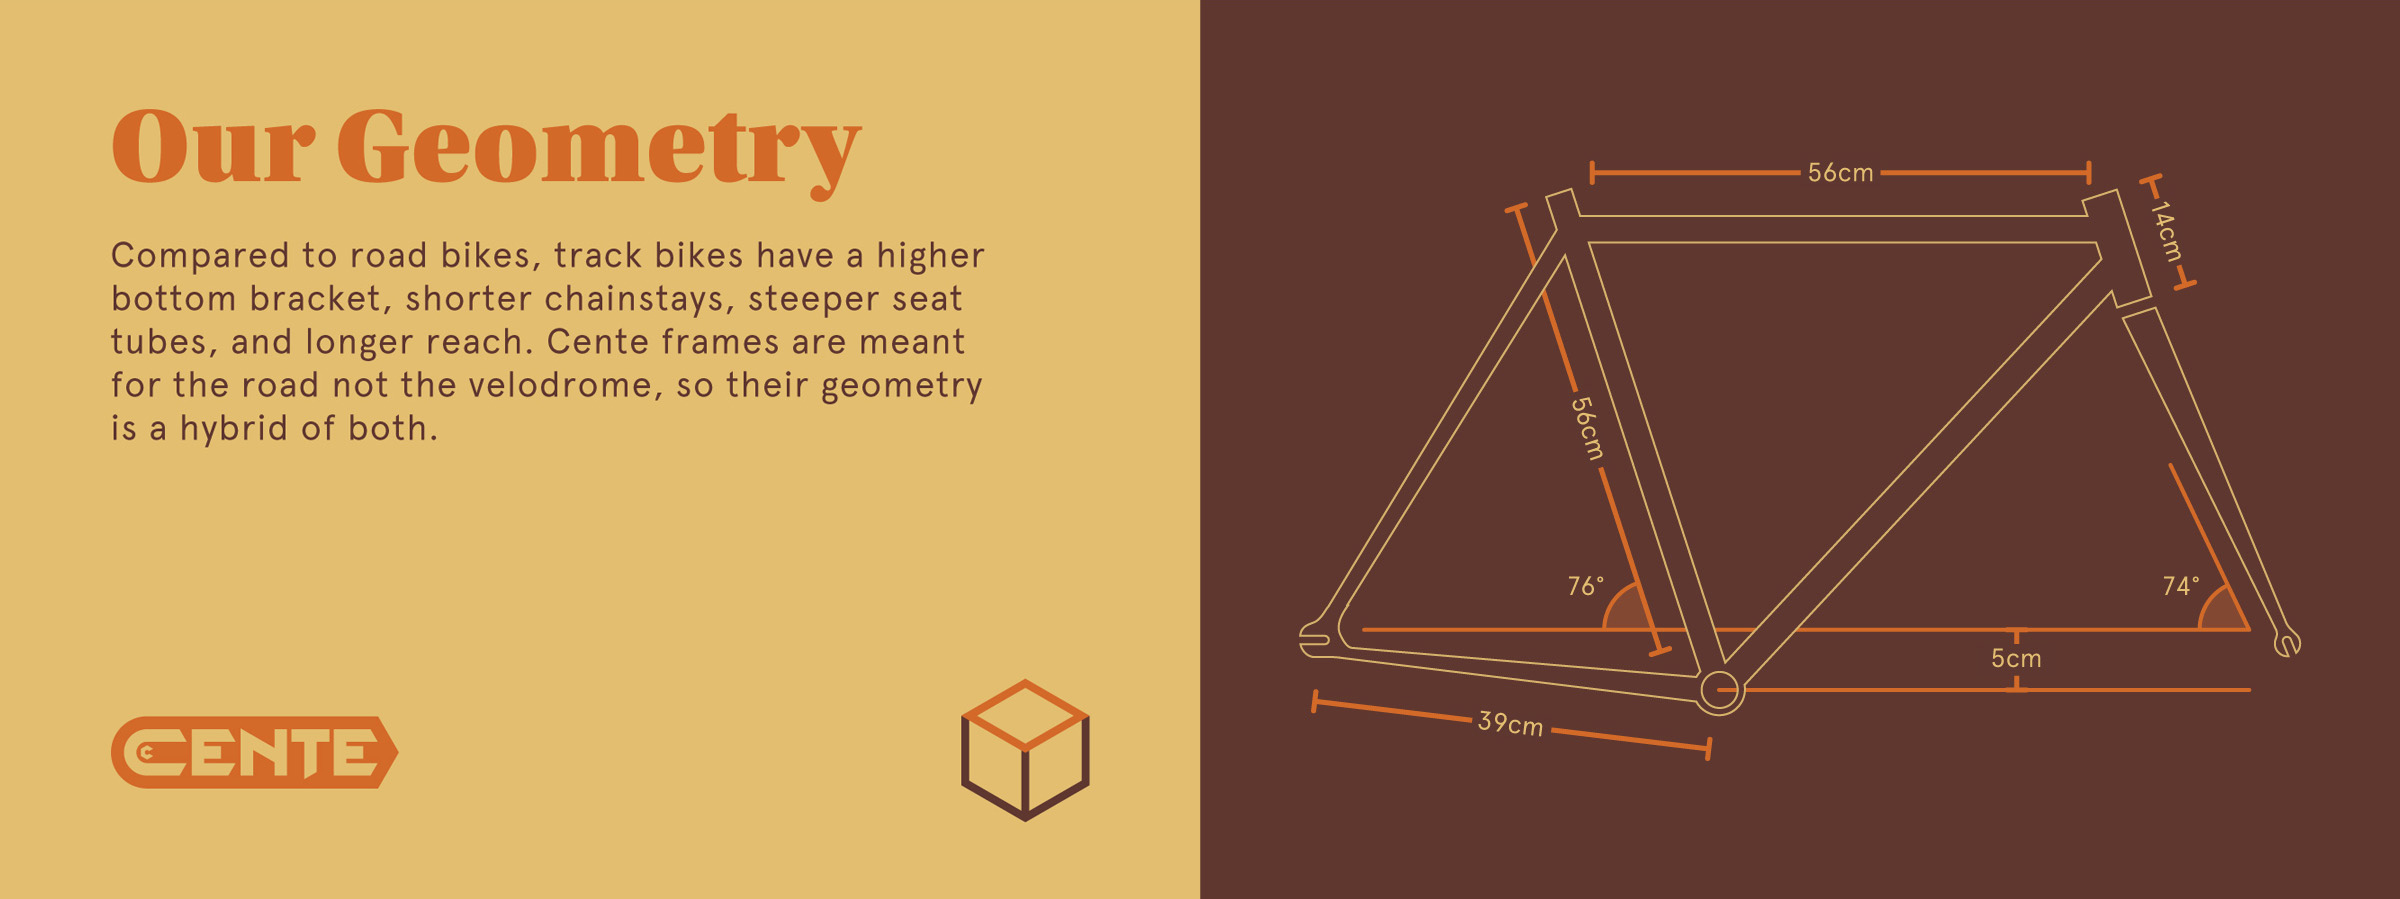 Our Geometry
Compared to road bikes, track bikes have a higher
bottom bracket, shorter chainstays, steeper seat
tubes, and longer reach. Cente frames are meant
for the road not the velodrome, so their geometry
is a hybrid of both.
CENTE
56cm
14cm
56cm
76°
74°
5cm
39cm